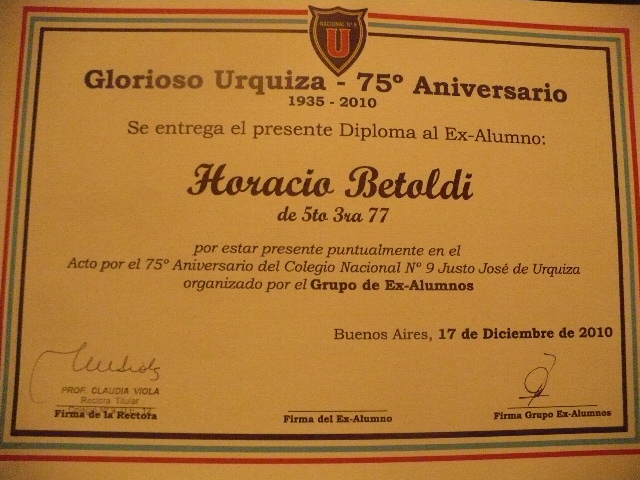 NACIONAL Nº 9
U
Glorioso Urquiza - 75º Aniversario
1935 - 2010
Se entrega el presente Diploma al Ex-Alumno:
Horacio Betoldi
de 5to 3ra 77
por estar presente puntualmente en el
Acto por el 75º Aniversario del Colegio Nacional Nº 9 Justo José de Urquiza
organizado por el Grupo de Ex-Alumnos
Buenos Aires, 17 de Diciembre de 2010
PROF. CLAUDIA VIOLA
Rectora Titular
Firma de la Rectora
Firma del Ex-Alumno
Firma Grupo Ex-Alumnos